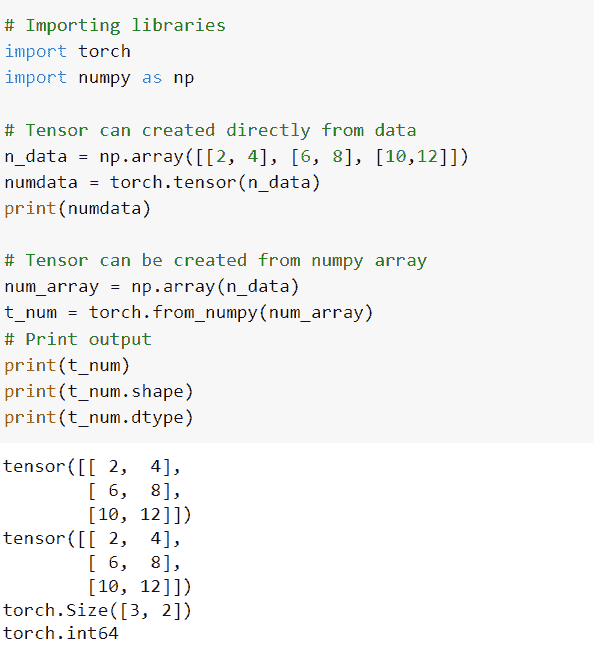 # Importing libraries
import torch
import numpy as np
# Tensor can created directly from data
n_data = np.array([[2, 4], [6, 8], [10,12]])
numdata = torch.tensor(n_data)
print(numdata)
# Tensor can be created from numpy array
num_array = np.array(n_data)
t_num = torch.from_numpy(num_array)
# Print output
print(t_num)
print(t_num.shape)
print(t_num.dtype)
tensor([[ 2,  4],
        [ 6,  8],
        [10, 12]])
tensor([[ 2,  4],
        [ 6,  8],
        [10, 12]])
torch.Size([3, 2])
torch.int64